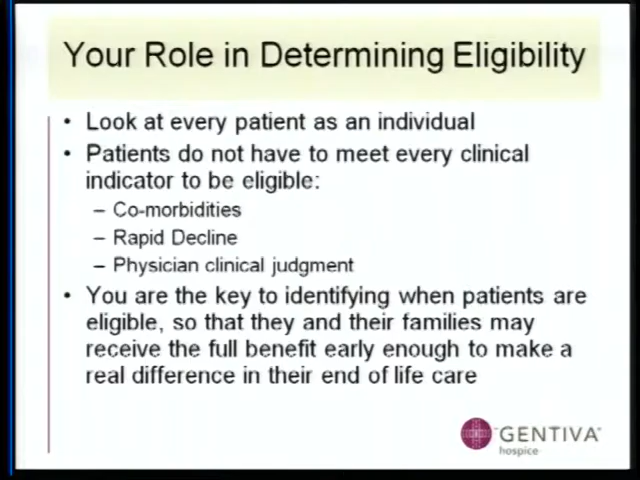 Your Role in Determining Eligibility
• Look at every patient as an individual
• Patients do not have to meet every clinical
indicator to be eligible:
– Co-morbidities
– Rapid Decline
– Physician clinical judgment
• You are the key to identifying when patients are
eligible, so that they and their families may
receive the full benefit early enough to make a
real difference in their end of life care
GENTIVA
hospice